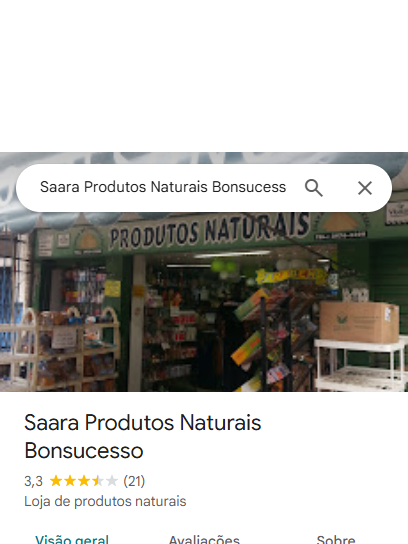 Saara Produtos Naturais Bonsucess
PRODUTOS NATURAIS
Saara Produtos Naturais
Bonsucesso
3,3 (21)
Loja de produtos naturais
Visão geral Avaliações Sobre